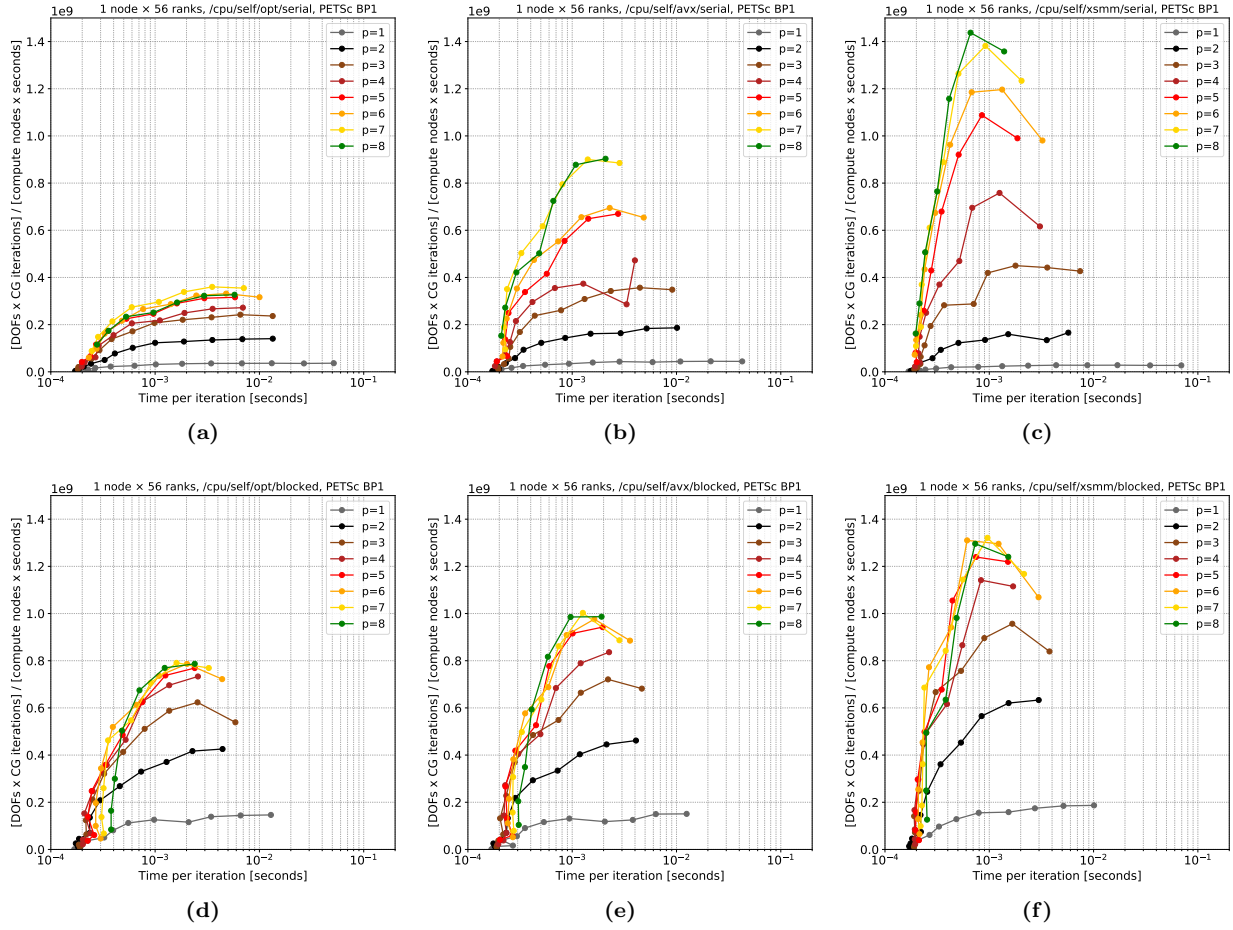 1 node × 56 ranks, /cpu/self/opt/serial, PETSc BP1
1e9
[DOFs x CG iterations] / [compute nodes x seconds]
1.4
1.2
1.0
0.8
0.6
0.4
0.2
0.0
p=1
p=2
p=3
p=4
p=5
p=6
p=7
p=8
10⁻⁴ 10⁻³ 10⁻² 10⁻¹
Time per iteration [seconds]
(a)
1 node × 56 ranks, /cpu/self/avx/serial, PETSc BP1
1e9
[DOFs x CG iterations] / [compute nodes x seconds]
1.4
1.2
1.0
0.8
0.6
0.4
0.2
0.0
p=1
p=2
p=3
p=4
p=5
p=6
p=7
p=8
10⁻⁴ 10⁻³ 10⁻² 10⁻¹
Time per iteration [seconds]
(b)
1 node × 56 ranks, /cpu/self/xsmm/serial, PETSc BP1
1e9
[DOFs x CG iterations] / [compute nodes x seconds]
1.4
1.2
1.0
0.8
0.6
0.4
0.2
0.0
p=1
p=2
p=3
p=4
p=5
p=6
p=7
p=8
10⁻⁴ 10⁻³ 10⁻² 10⁻¹
Time per iteration [seconds]
(c)
1 node × 56 ranks, /cpu/self/opt/blocked, PETSc BP1
1e9
[DOFs x CG iterations] / [compute nodes x seconds]
1.4
1.2
1.0
0.8
0.6
0.4
0.2
0.0
p=1
p=2
p=3
p=4
p=5
p=6
p=7
p=8
10⁻⁴ 10⁻³ 10⁻² 10⁻¹
Time per iteration [seconds]
(d)
1 node × 56 ranks, /cpu/self/avx/blocked, PETSc BP1
1e9
[DOFs x CG iterations] / [compute nodes x seconds]
1.4
1.2
1.0
0.8
0.6
0.4
0.2
0.0
p=1
p=2
p=3
p=4
p=5
p=6
p=7
p=8
10⁻⁴ 10⁻³ 10⁻² 10⁻¹
Time per iteration [seconds]
(e)
1 node × 56 ranks, /cpu/self/xsmm/blocked, PETSc BP1
1e9
[DOFs x CG iterations] / [compute nodes x seconds]
1.4
1.2
1.0
0.8
0.6
0.4
0.2
0.0
p=1
p=2
p=3
p=4
p=5
p=6
p=7
p=8
10⁻⁴ 10⁻³ 10⁻² 10⁻¹
Time per iteration [seconds]
(f)